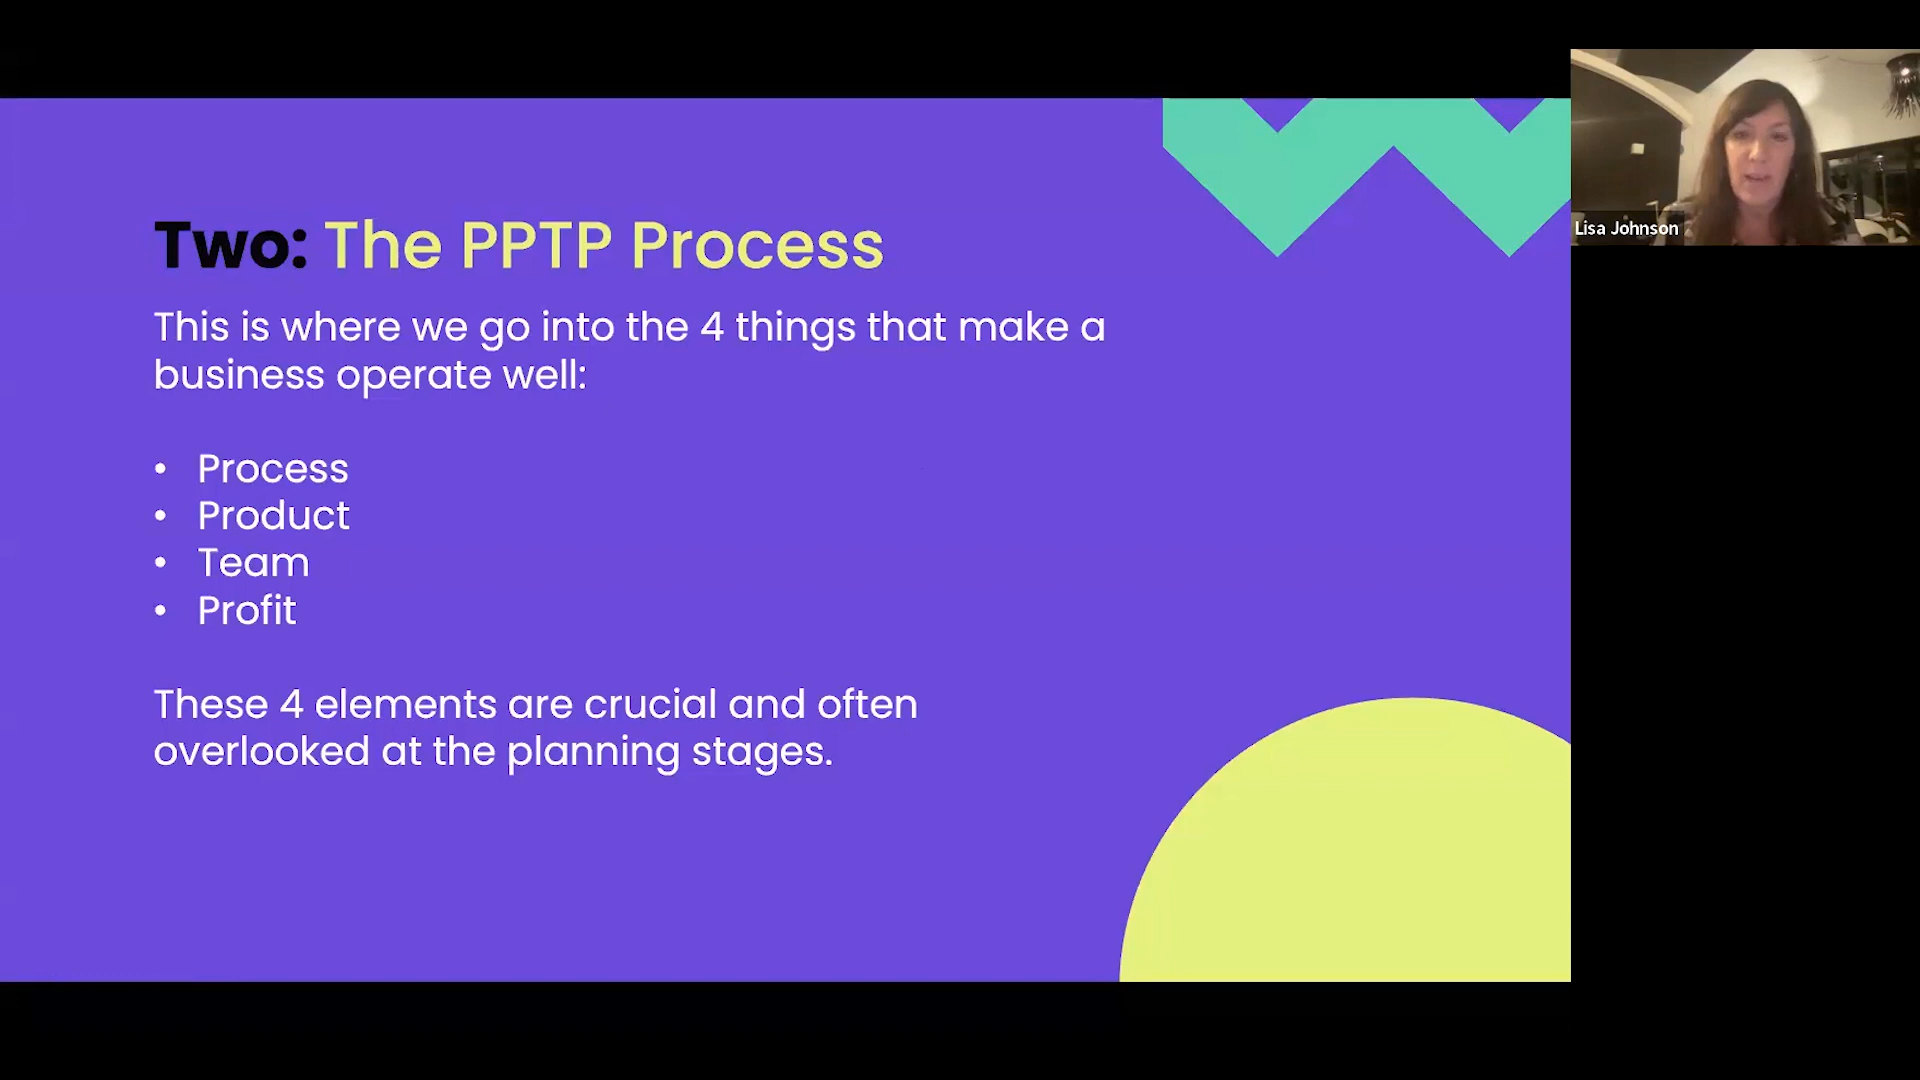 Two: The PPTP Process
This is where we go into the 4 things that make a
business operate well:
• Process
• Product
• Team
• Profit
These 4 elements are crucial and often
overlooked at the planning stages.
Lisa Johnson